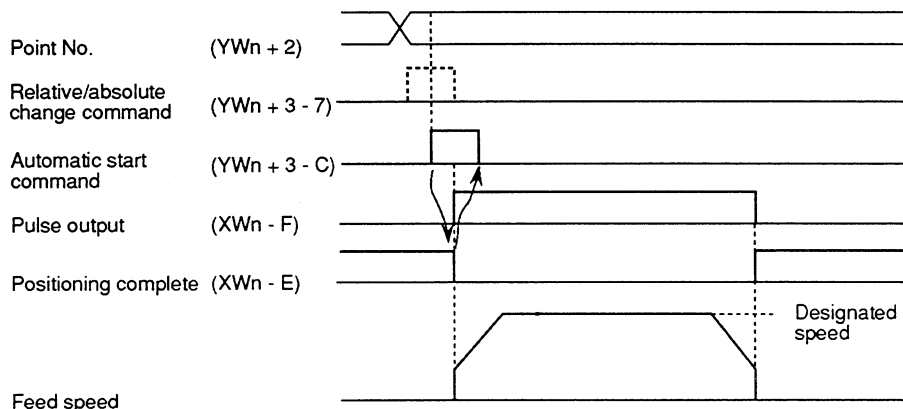 Point No. (YWn + 2)
Relative/absolute
change command (YWn + 3 - 7)
Automatic start
command (YWn + 3 - C)
Pulse output (XWn - F)
Positioning complete (XWn - E)
Designated
speed
Feed speed